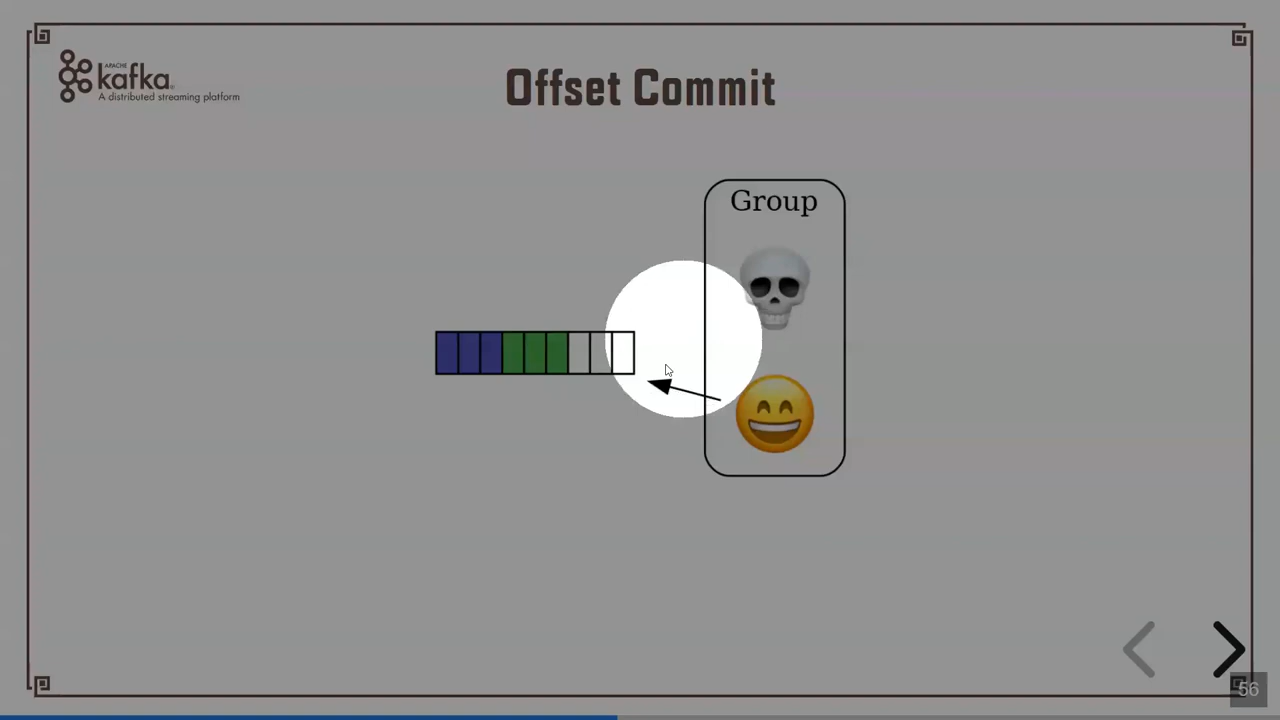 APACHE
kafka
A distributed streaming platform
Offset Commit
Group
56